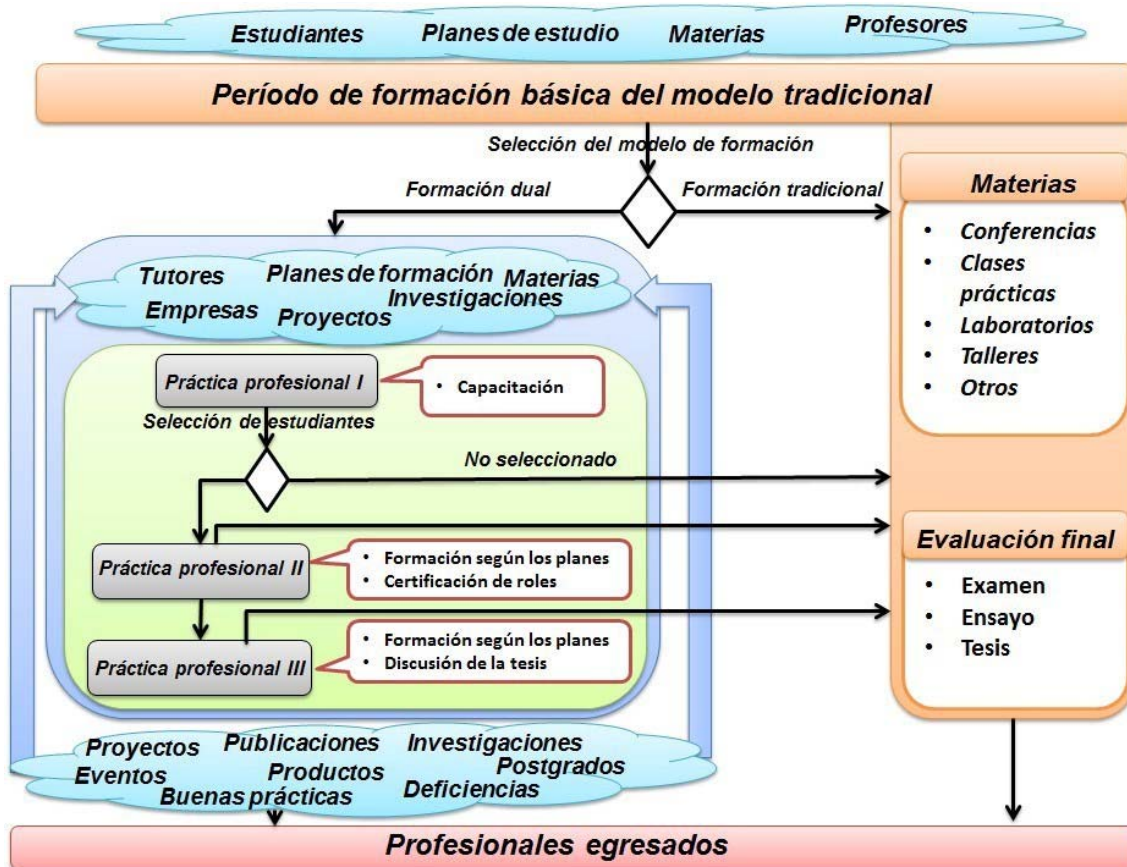 Estudiantes Planes de estudio Materias Profesores
Período de formación básica del modelo tradicional
Selección del modelo de formación
Formación dual
Formación tradicional
Materias
• Conferencias
• Clases
prácticas
• Laboratorios
• Talleres
• Otros
Tutores Planes de formación Materias
Investigaciones
Empresas Proyectos
Práctica profesional I
• Capacitación
Selección de estudiantes
No seleccionado
Práctica profesional II
• Formación según los planes
• Certificación de roles
Evaluación final
• Examen
• Ensayo
• Tesis
Práctica profesional III
• Formación según los planes
• Discusión de la tesis
Proyectos Publicaciones Investigaciones
Eventos Productos Postgrados
Buenas prácticas Deficiencias
Profesionales egresados